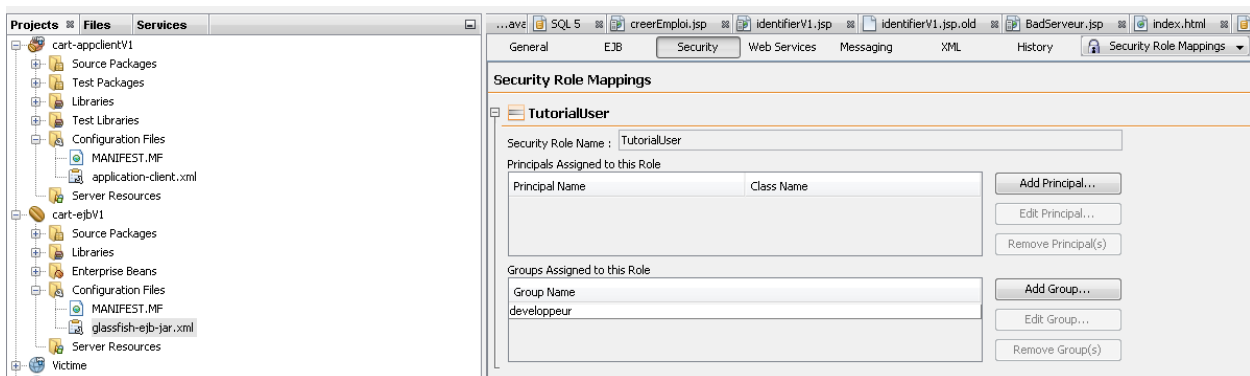 Projects Files Services
cart-appclientV1
Source Packages
Test Packages
Libraries
Test Libraries
Configuration Files
MANIFEST.MF
application-client.xml
Server Resources
cart-ejbV1
Source Packages
Libraries
Enterprise Beans
Configuration Files
MANIFEST.MF
glassfish-ejb-jar.xml
Server Resources
Victime
...ave SQL 5 creerEmploi.jsp identifierV1.jsp identifierV1.jsp.old BadServeur.jsp index.html
General EJB Security Web Services Messaging XML History Security Role Mappings
Security Role Mappings
TutorialUser
Security Role Name : TutorialUser
Principals Assigned to this Role
Principal Name Class Name
Add Principal...
Edit Principal...
Remove Principal(s)
Groups Assigned to this Role
Group Name
developpeur
Add Group...
Edit Group...
Remove Group(s)